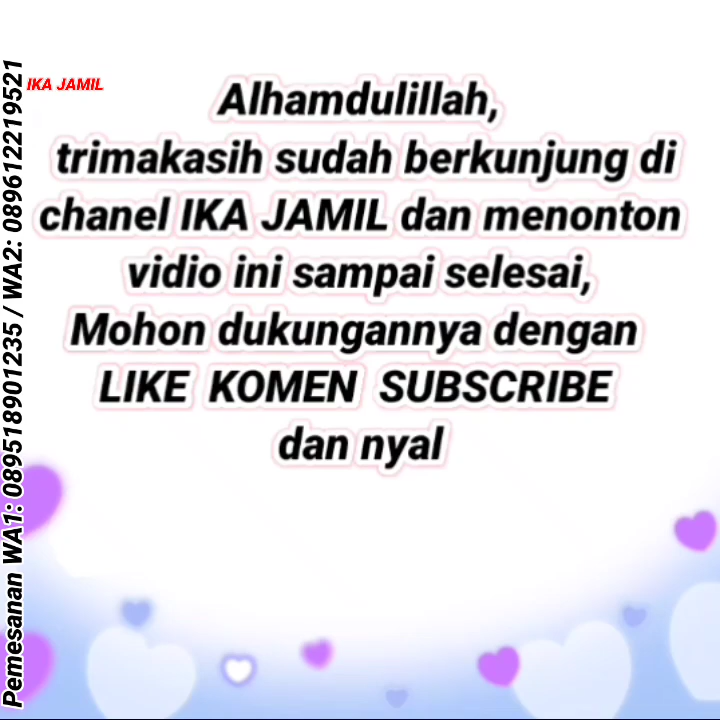 IKA JAMIL
Alhamdulillah,
trimakasih sudah berkunjung di
chanel IKA JAMIL dan menonton
vidio ini sampai selesai,
Mohon dukungannya dengan
LIKE KOMEN SUBSCRIBE
dan nyal
Pemesanan WA1: 089518901235 / WA2: 089612219521